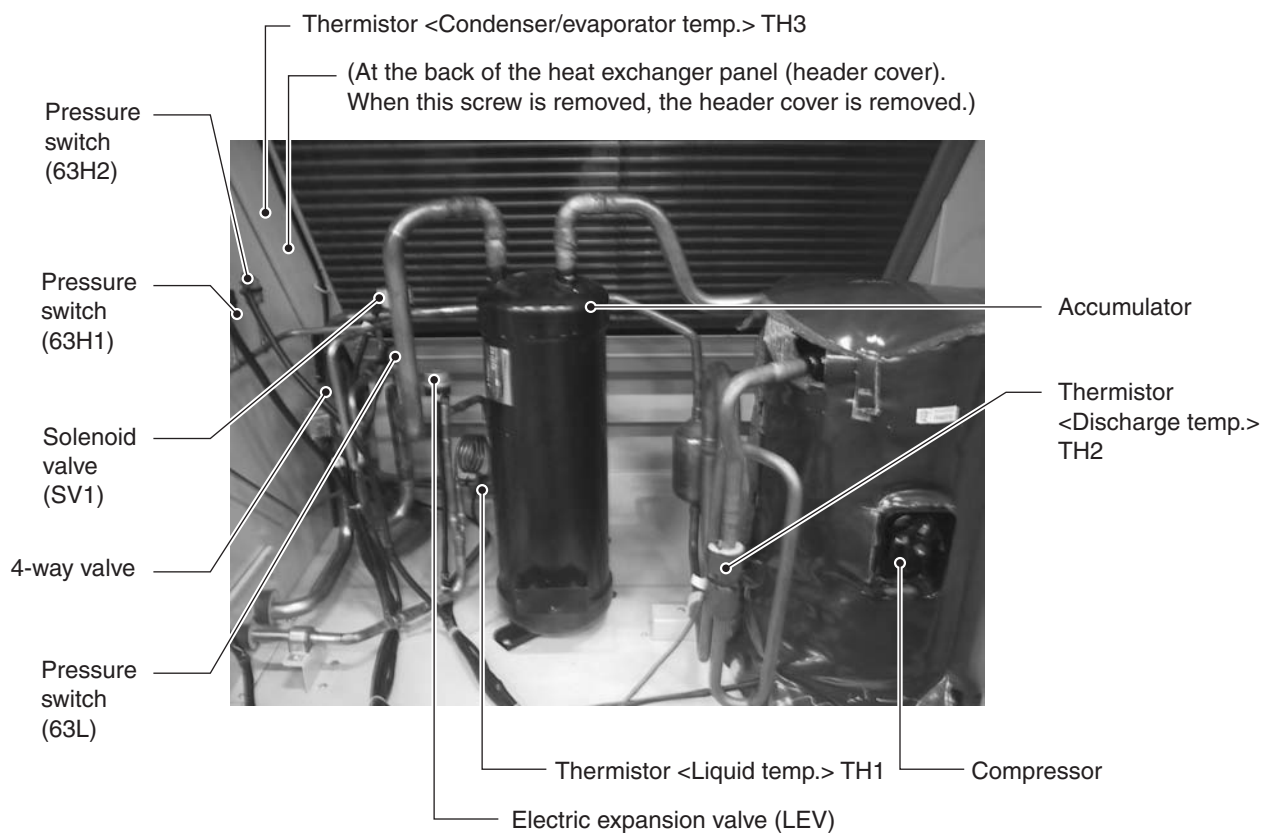 Thermistor <Condenser/evaporator temp.> TH3
(At the back of the heat exchanger panel (header cover).
When this screw is removed, the header cover is removed.)
Pressure
switch
(63H2)
Pressure
switch
(63H1)
Solenoid
valve
(SV1)
4-way valve
Pressure
switch
(63L)
Accumulator
Thermistor
<Discharge temp.>
TH2
Thermistor <Liquid temp.> TH1
Compressor
Electric expansion valve (LEV)